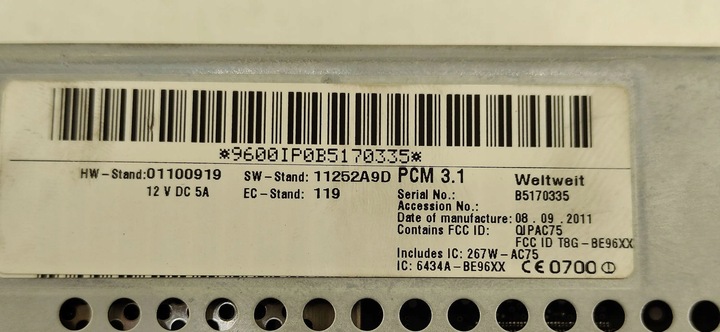 *9600IP0B5170335*
HW-Stand:01100919 SW-Stand: 11252A9D PCM 3.1 Weltweit
12 V DC 5A EC-Stand: 119 Serial No.: B5170335
Accession No.:
Date of manufacture: 08.09.2011
Contains FCC ID: QIPAC75
FCC ID T8G-BE96XX
Includes IC: 267W-AC75
IC: 6434A-BE96XX CE 0700